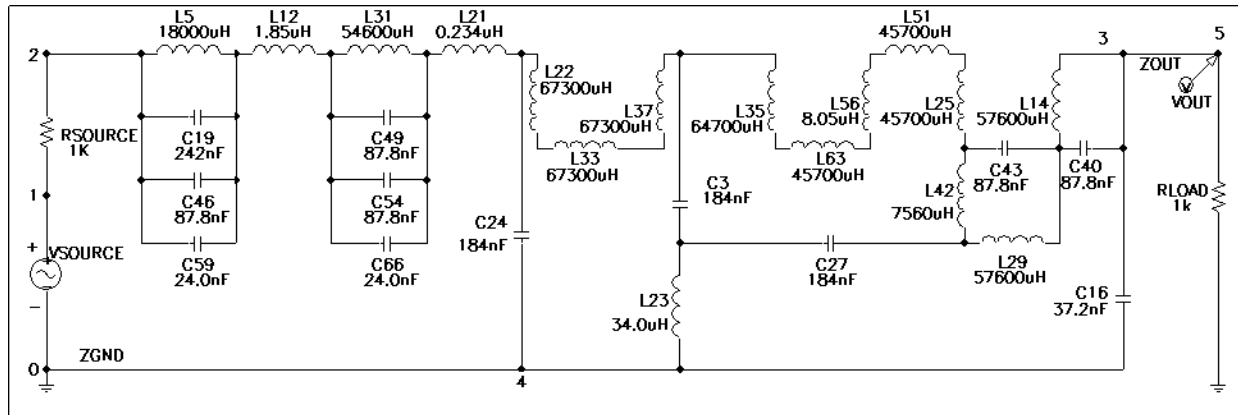 L5
18000uH
L12
1.85uH
L31
54600uH
L21
0.234uH
L51
45700uH
2
3
5
ZOUT
VOUT
L22
67300uH
L37
67300uH
L35
64700uH
L56
8.05uH
L25
45700uH
L14
57600uH
RSOURCE
1K
C19
242nF
C49
87.8nF
L33
67300uH
L63
45700uH
C43
87.8nF
C40
87.8nF
1
C46
87.8nF
C54
87.8nF
C3
184nF
L42
7560uH
RLOAD
1k
+
VSOURCE
-
C59
24.0nF
C66
24.0nF
C24
184nF
C27
184nF
L29
57600uH
L23
34.0uH
C16
37.2nF
0
ZGND
4